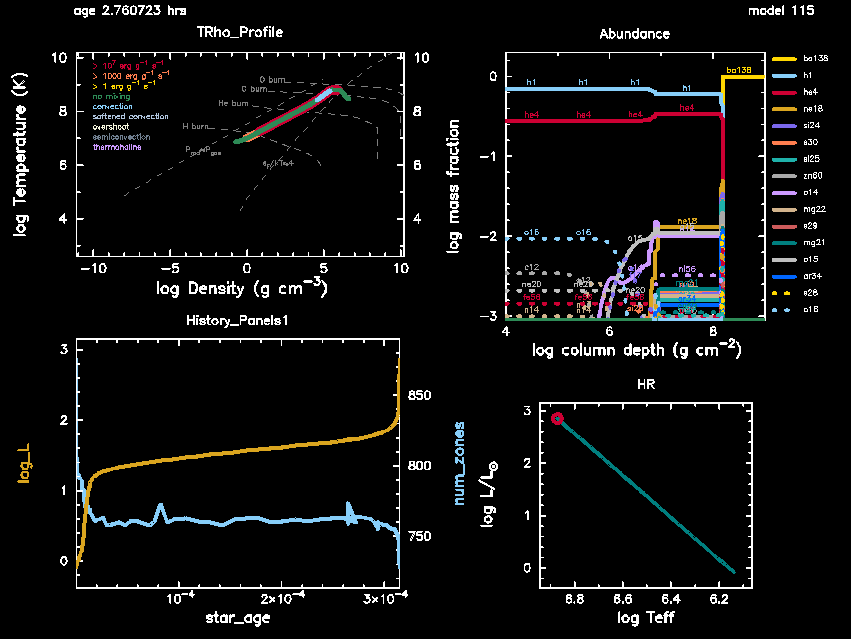 age 2.760723 hrs
model 115
TRho_Profile
10
8
6
4
log Temperature (K)
> 10⁷ erg g⁻¹ s⁻¹
> 1000 erg g⁻¹ s⁻¹
> 1 erg g⁻¹ s⁻¹
no mixing
convection
softened convection
overshoot
semiconvection
thermohaline
O burn
C burn
He burn
H burn
10
8
6
4
−10
−5
0
5
10
log Density (g cm⁻³)
Abundance
0
−1
−2
−3
log mass fraction
ba138
h1 h1 h1 h1
he4 he4 he4 he4
ne18
o16 o16 o15
c12
o14
ni56
ne20
fe56
n14
4
6
8
log column depth (g cm⁻²)
ba138
h1
he4
ne18
si24
s30
si25
zn60
o14
mg22
s29
mg21
o15
ar34
s28
o16
History_Panels1
3
2
1
0
log_L
850
800
750
num_zones
10⁻⁴
2×10⁻⁴
3×10⁻⁴
star_age
HR
3
2
1
0
log L/L☉
6.8
6.6
6.4
6.2
log Teff